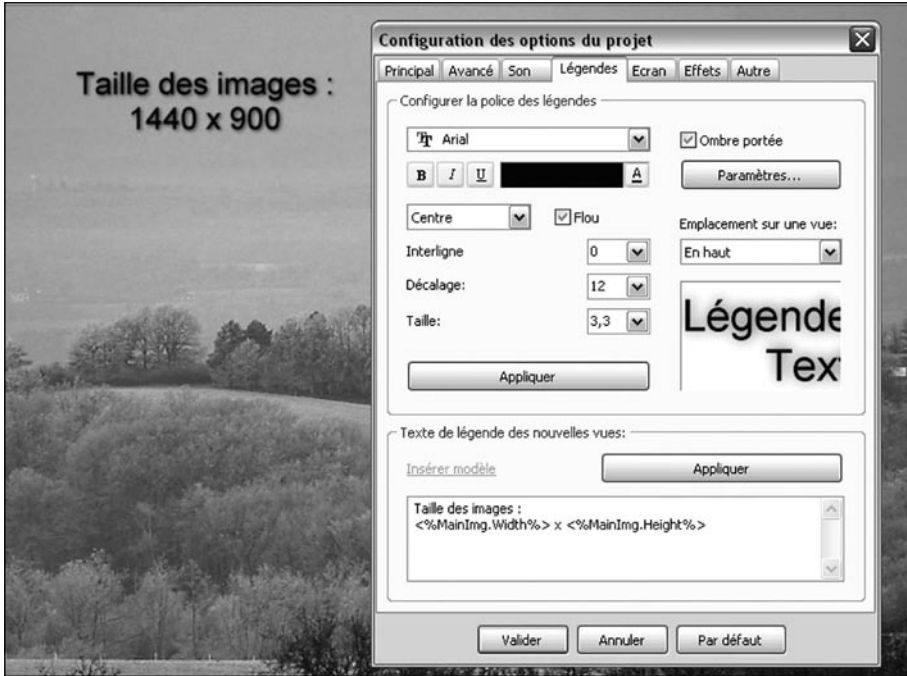 Taille des images :
1440 x 900
Configuration des options du projet
Principal Avancé Son Légendes Ecran Effets Autre
Configurer la police des légendes
Arial
Ombre portée
B I U A
Paramètres...
Centre
Flou
Emplacement sur une vue:
Interligne 0
En haut
Décalage: 12
Taille: 3,3
Légende
Tex
Appliquer
Texte de légende des nouvelles vues:
Insérer modèle
Appliquer
Taille des images :
<%MainImg.Width%> x <%MainImg.Height%>
Valider Annuler Par défaut